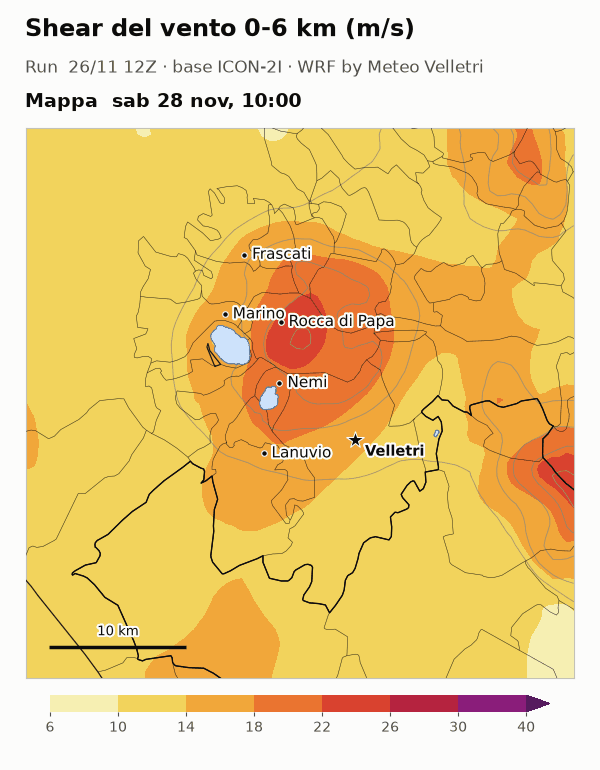 Shear del vento 0-6 km (m/s)
Run  26/11 12Z · base ICON-2I · WRF by Meteo Velletri
Mappa  sab 28 nov, 10:00
Frascati
Marino
Rocca di Papa
Nemi
Velletri
Lanuvio
10 km
6 10 14 18 22 26 30 40